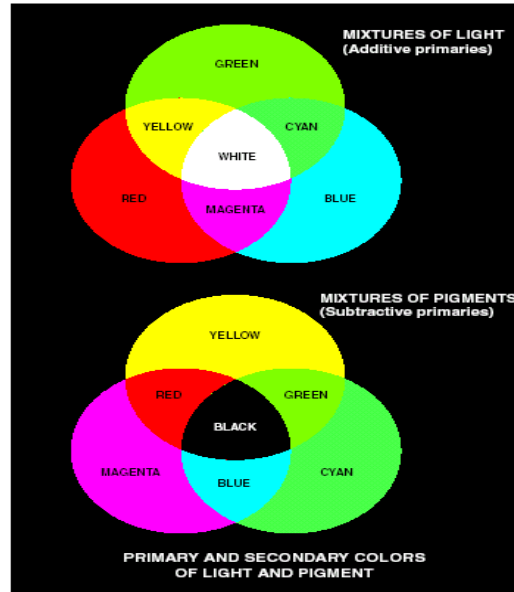 MIXTURES OF LIGHT
(Additive primaries)
GREEN
YELLOW
CYAN
WHITE
RED
MAGENTA
BLUE
MIXTURES OF PIGMENTS
(Subtractive primaries)
YELLOW
RED
GREEN
BLACK
MAGENTA
CYAN
BLUE
PRIMARY AND SECONDARY COLORS
OF LIGHT AND PIGMENT